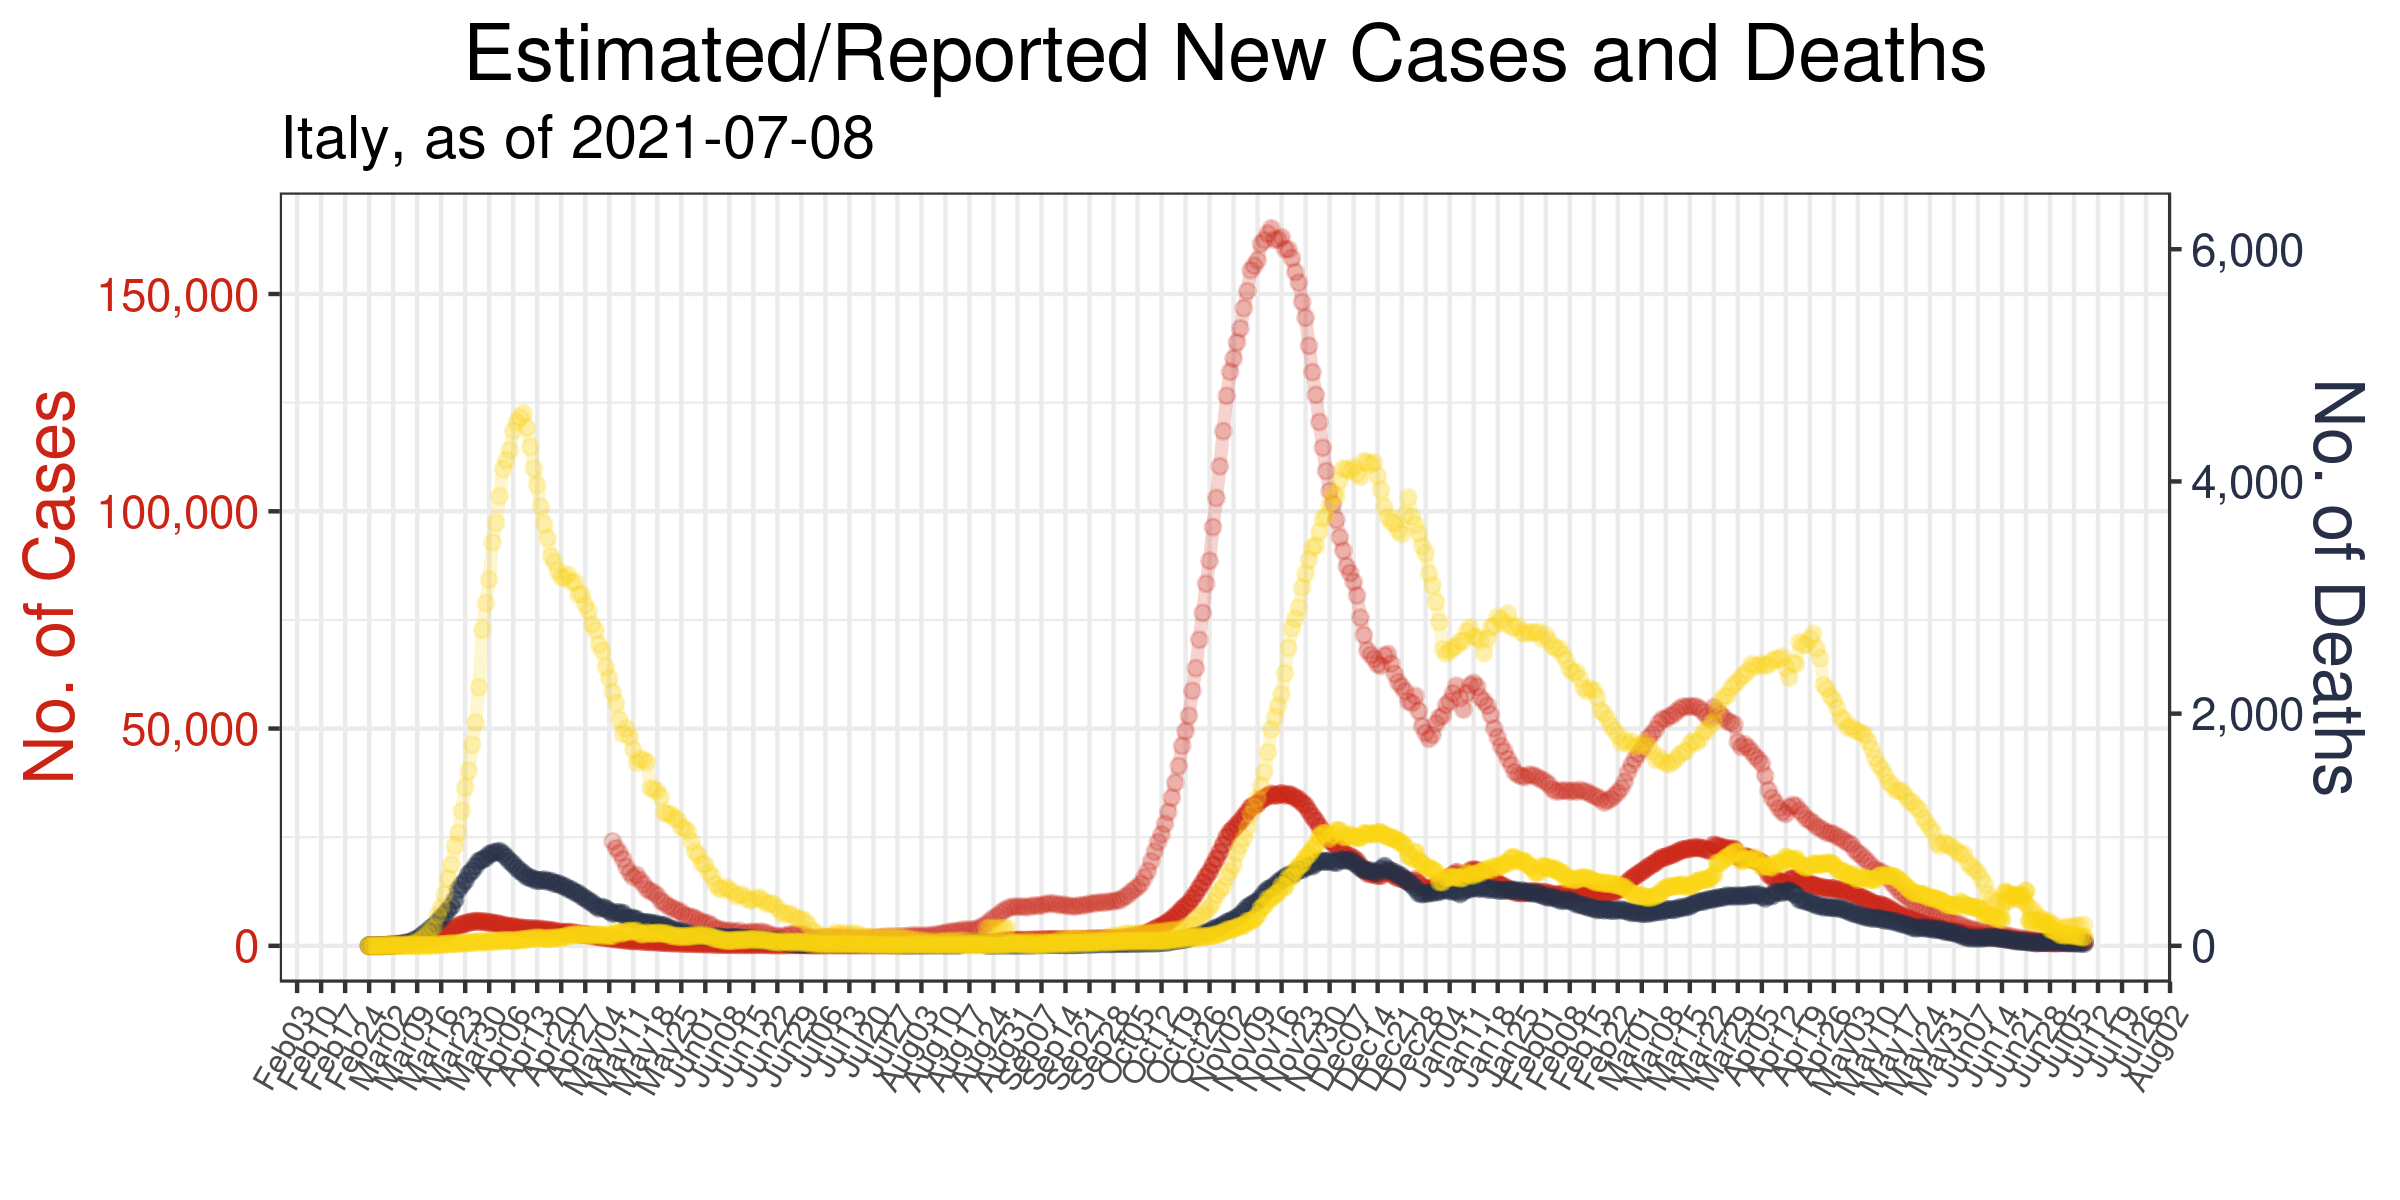 Estimated/Reported New Cases and Deaths
Italy, as of 2021-07-08
No. of Cases
150,000
100,000
50,000
0
6,000
4,000
2,000
0
No. of Deaths
Feb03
Feb10
Feb17
Feb24
Mar02
Mar09
Mar16
Mar23
Mar30
Apr06
Apr13
Apr20
Apr27
May04
May11
May18
May25
Jun01
Jun08
Jun15
Jun22
Jun29
Jul06
Jul13
Jul20
Jul27
Aug03
Aug10
Aug17
Aug24
Aug31
Sep07
Sep14
Sep21
Sep28
Oct05
Oct12
Oct19
Oct26
Nov02
Nov09
Nov16
Nov23
Nov30
Dec07
Dec14
Dec21
Dec28
Jan04
Jan11
Jan18
Jan25
Feb01
Feb08
Feb15
Feb22
Mar01
Mar08
Mar15
Mar22
Mar29
Apr05
Apr12
Apr19
Apr26
May03
May10
May17
May24
May31
Jun07
Jun14
Jun21
Jun28
Jul05
Jul12
Jul19
Jul26
Aug02